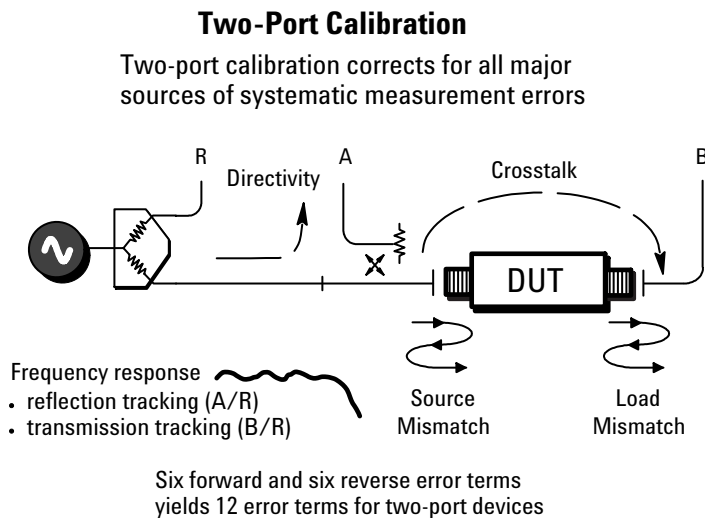 Two-Port Calibration
Two-port calibration corrects for all major
sources of systematic measurement errors
R
A
B
Directivity
Crosstalk
DUT
Frequency response
• reflection tracking (A/R)
• transmission tracking (B/R)
Source
Mismatch
Load
Mismatch
Six forward and six reverse error terms
yields 12 error terms for two-port devices